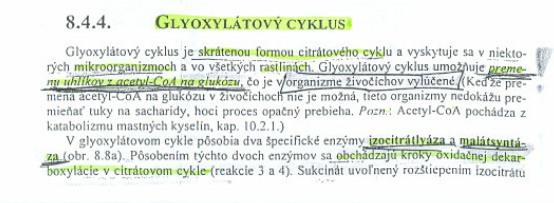 8.4.4. GLYOXYLÁTOVÝ CYKLUS
Glyoxylátový cyklus je skrátenou formou citrátového cyklu a vyskytuje sa v niekto-
rých mikroorganizmoch a vo všetkých rastlinách. Glyoxylátový cyklus umožňuje preme-
nu uhlíkov z acetyl-CoA na glukózu, čo je v organizme živočíchov vylúčené. (Keďže pre-
mena acetyl-CoA na glukózu v živočíchoch nie je možná, tieto organizmy nedokážu pre-
mieňať tuky na sacharidy, hoci proces opačný prebieha. Pozn.: Acetyl-CoA pochádza z
katabolizmu mastných kyselín, kap. 10.2.1.)
V glyoxylátovom cykle pôsobia dva špecifické enzýmy izocitrátlyáza a malátsyntá-
za (obr. 8.8a). Pôsobením týchto dvoch enzýmov sa obchádzajú kroky oxidačnej dekar-
boxylácie v citrátovom cykle (reakcie 3 a 4). Sukcinát uvoľnený rozštiepením izocitrátu